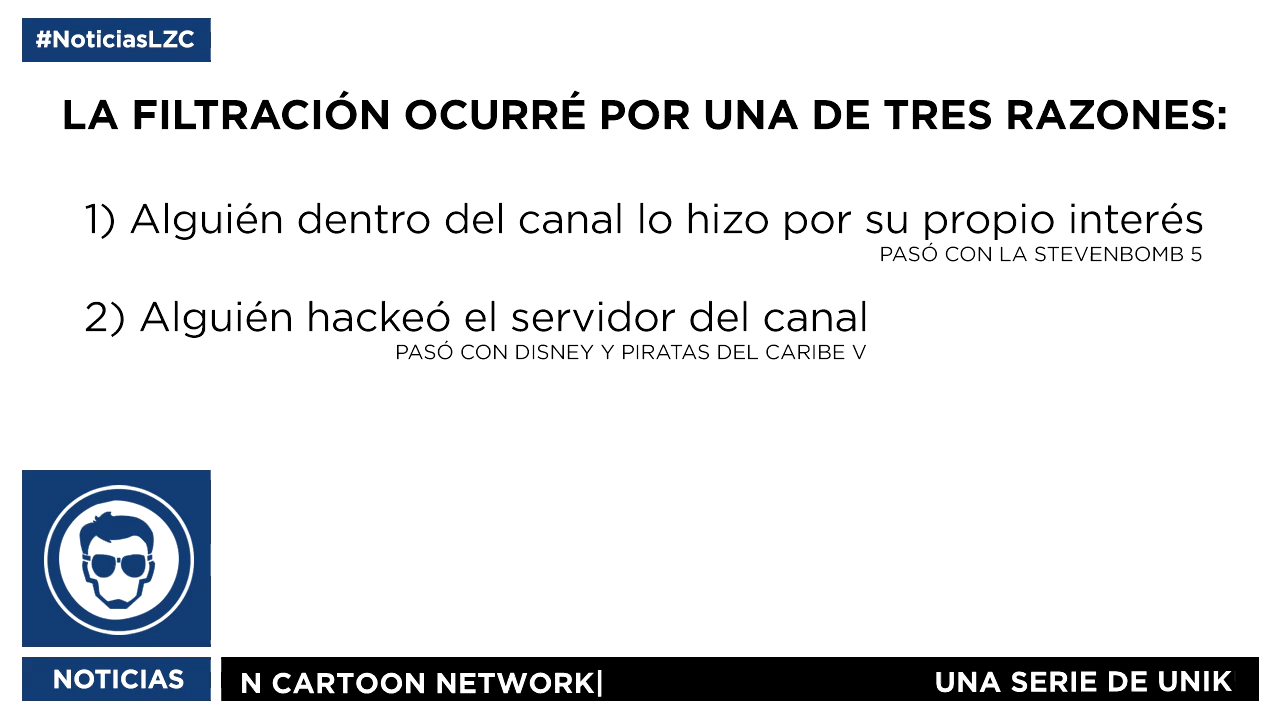 #NoticiasLZC
LA FILTRACIÓN OCURRÉ POR UNA DE TRES RAZONES:
1) Alguién dentro del canal lo hizo por su propio interés
PASÓ CON LA STEVENBOMB 5
2) Alguién hackeó el servidor del canal
PASÓ CON DISNEY Y PIRATAS DEL CARIBE V
NOTICIAS
N CARTOON NETWORK|
UNA SERIE DE UNIK